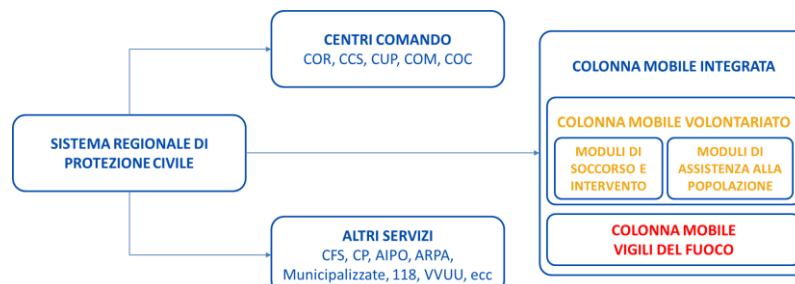 CENTRI COMANDO
COR, CCS, CUP, COM, COC
SISTEMA REGIONALE DI
PROTEZIONE CIVILE
ALTRI SERVIZI
CFS, CP, AIPO, ARPA,
Municipalizzate, 118, VVUU, ecc
COLONNA MOBILE INTEGRATA
COLONNA MOBILE VOLONTARIATO
MODULI DI
SOCCORSO E
INTERVENTO
MODULI DI
ASSISTENZA ALLA
POPOLAZIONE
COLONNA MOBILE
VIGILI DEL FUOCO